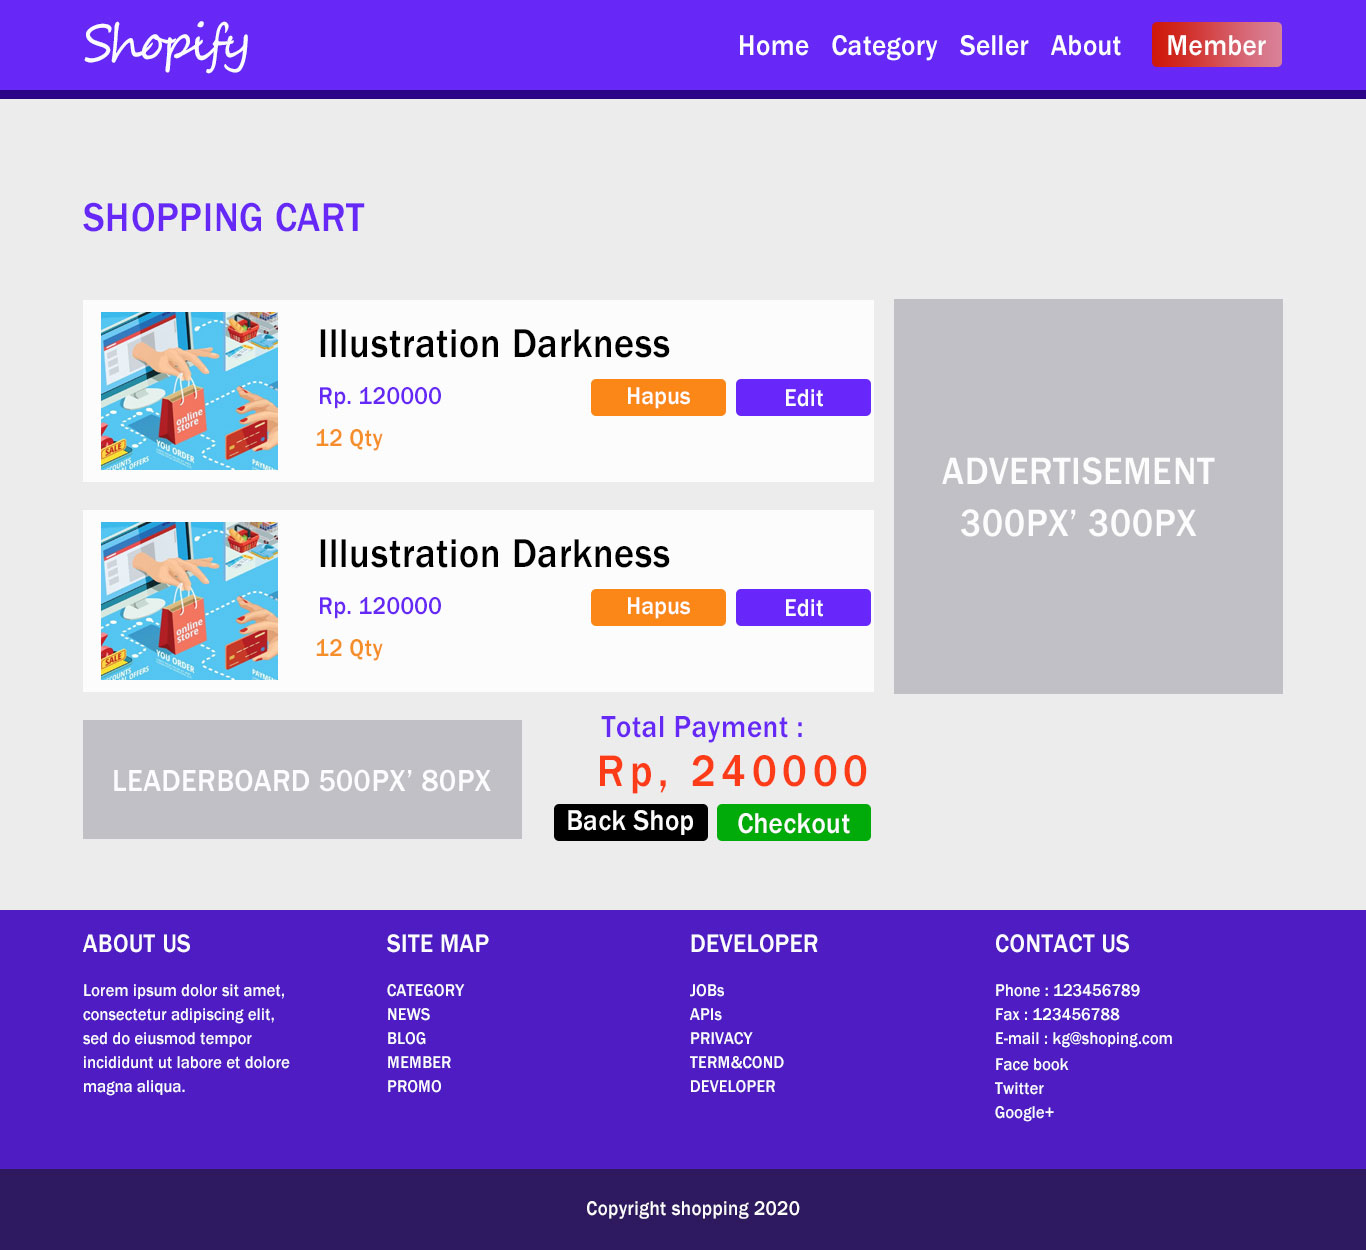 Shopify
Home Category Seller About Member
SHOPPING CART
Illustration Darkness
Rp. 120000
Hapus Edit
12 Qty
online
store
SALE
YOU ORDER
Illustration Darkness
Rp. 120000
Hapus Edit
12 Qty
online
store
SALE
YOU ORDER
ADVERTISEMENT
300PX’ 300PX
LEADERBOARD 500PX’ 80PX
Total Payment :
Rp, 240000
Back Shop Checkout
ABOUT US
Lorem ipsum dolor sit amet,
consectetur adipiscing elit,
sed do eiusmod tempor
incididunt ut labore et dolore
magna aliqua.
SITE MAP
CATEGORY
NEWS
BLOG
MEMBER
PROMO
DEVELOPER
JOBs
APIs
PRIVACY
TERM&COND
DEVELOPER
CONTACT US
Phone : 123456789
Fax : 123456788
E-mail : kg@shoping.com
Face book
Twitter
Google+
Copyright shopping 2020